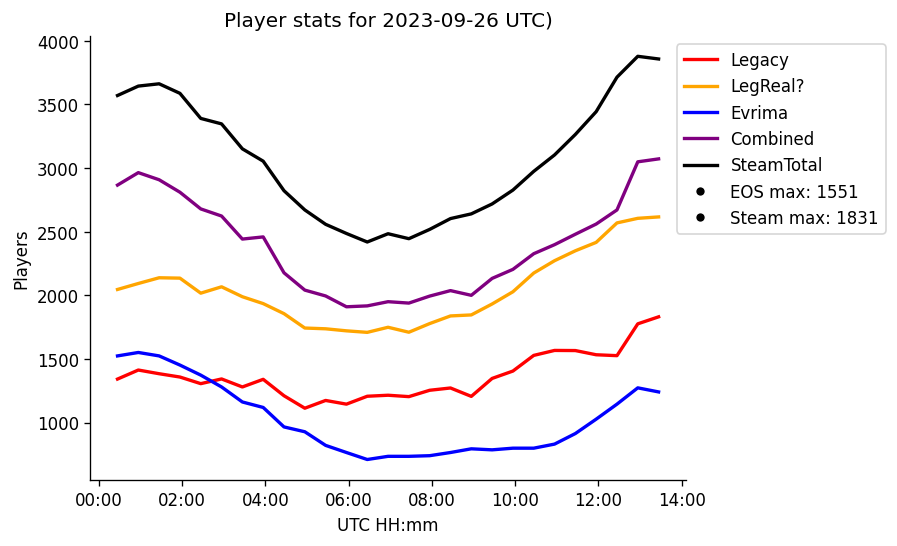 Player stats for 2023-09-26 UTC)
4000
3500
3000
2500
2000
1500
1000
Players
00:00 02:00 04:00 06:00 08:00 10:00 12:00 14:00
UTC HH:mm
Legacy
LegReal?
Evrima
Combined
SteamTotal
EOS max: 1551
Steam max: 1831